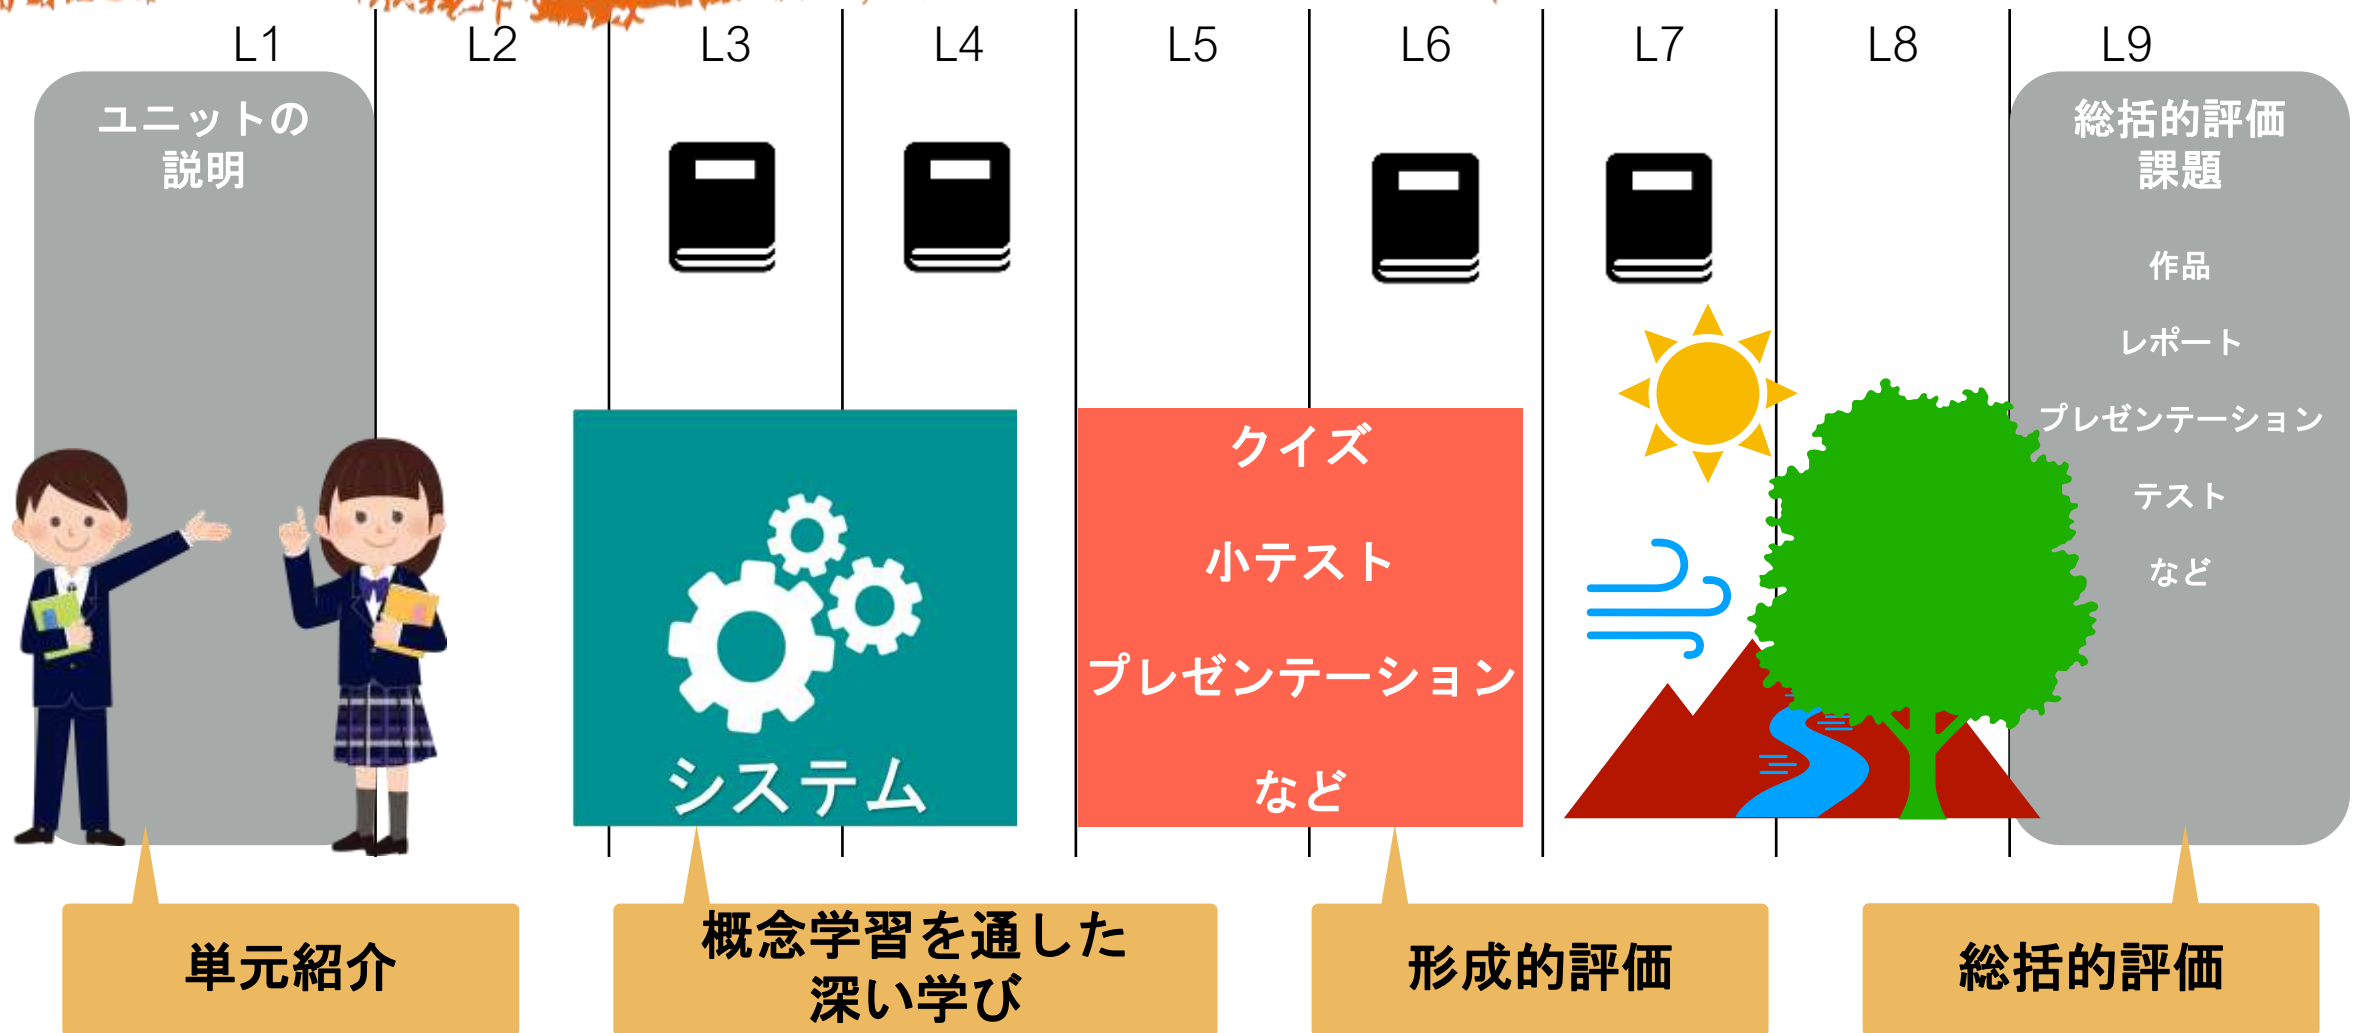 L1
L2
L3
L4
L5
L6
L7
L8
L9
ユニットの
説明
システム
クイズ
小テスト
プレゼンテーション
など
総括的評価
課題
作品
レポート
プレゼンテーション
テスト
など
単元紹介
概念学習を通した
深い学び
形成的評価
総括的評価